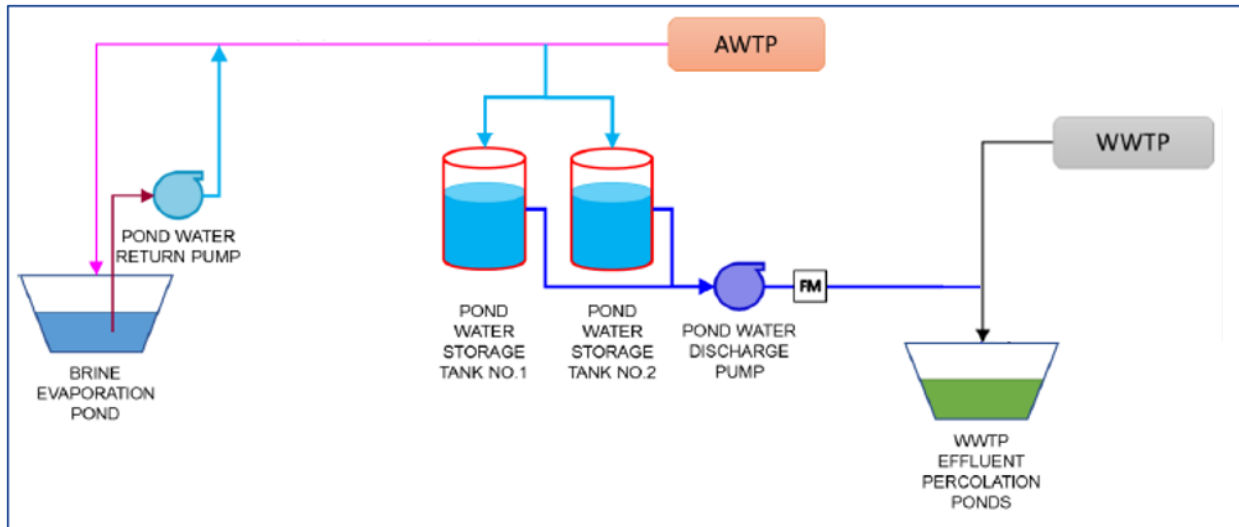 AWTP
WWTP
POND WATER
RETURN PUMP
FM
POND
WATER
STORAGE
TANK NO.1
POND
WATER
STORAGE
TANK NO.2
POND WATER
DISCHARGE
PUMP
BRINE
EVAPORATION
POND
WWTP
EFFLUENT
PERCOLATION
PONDS